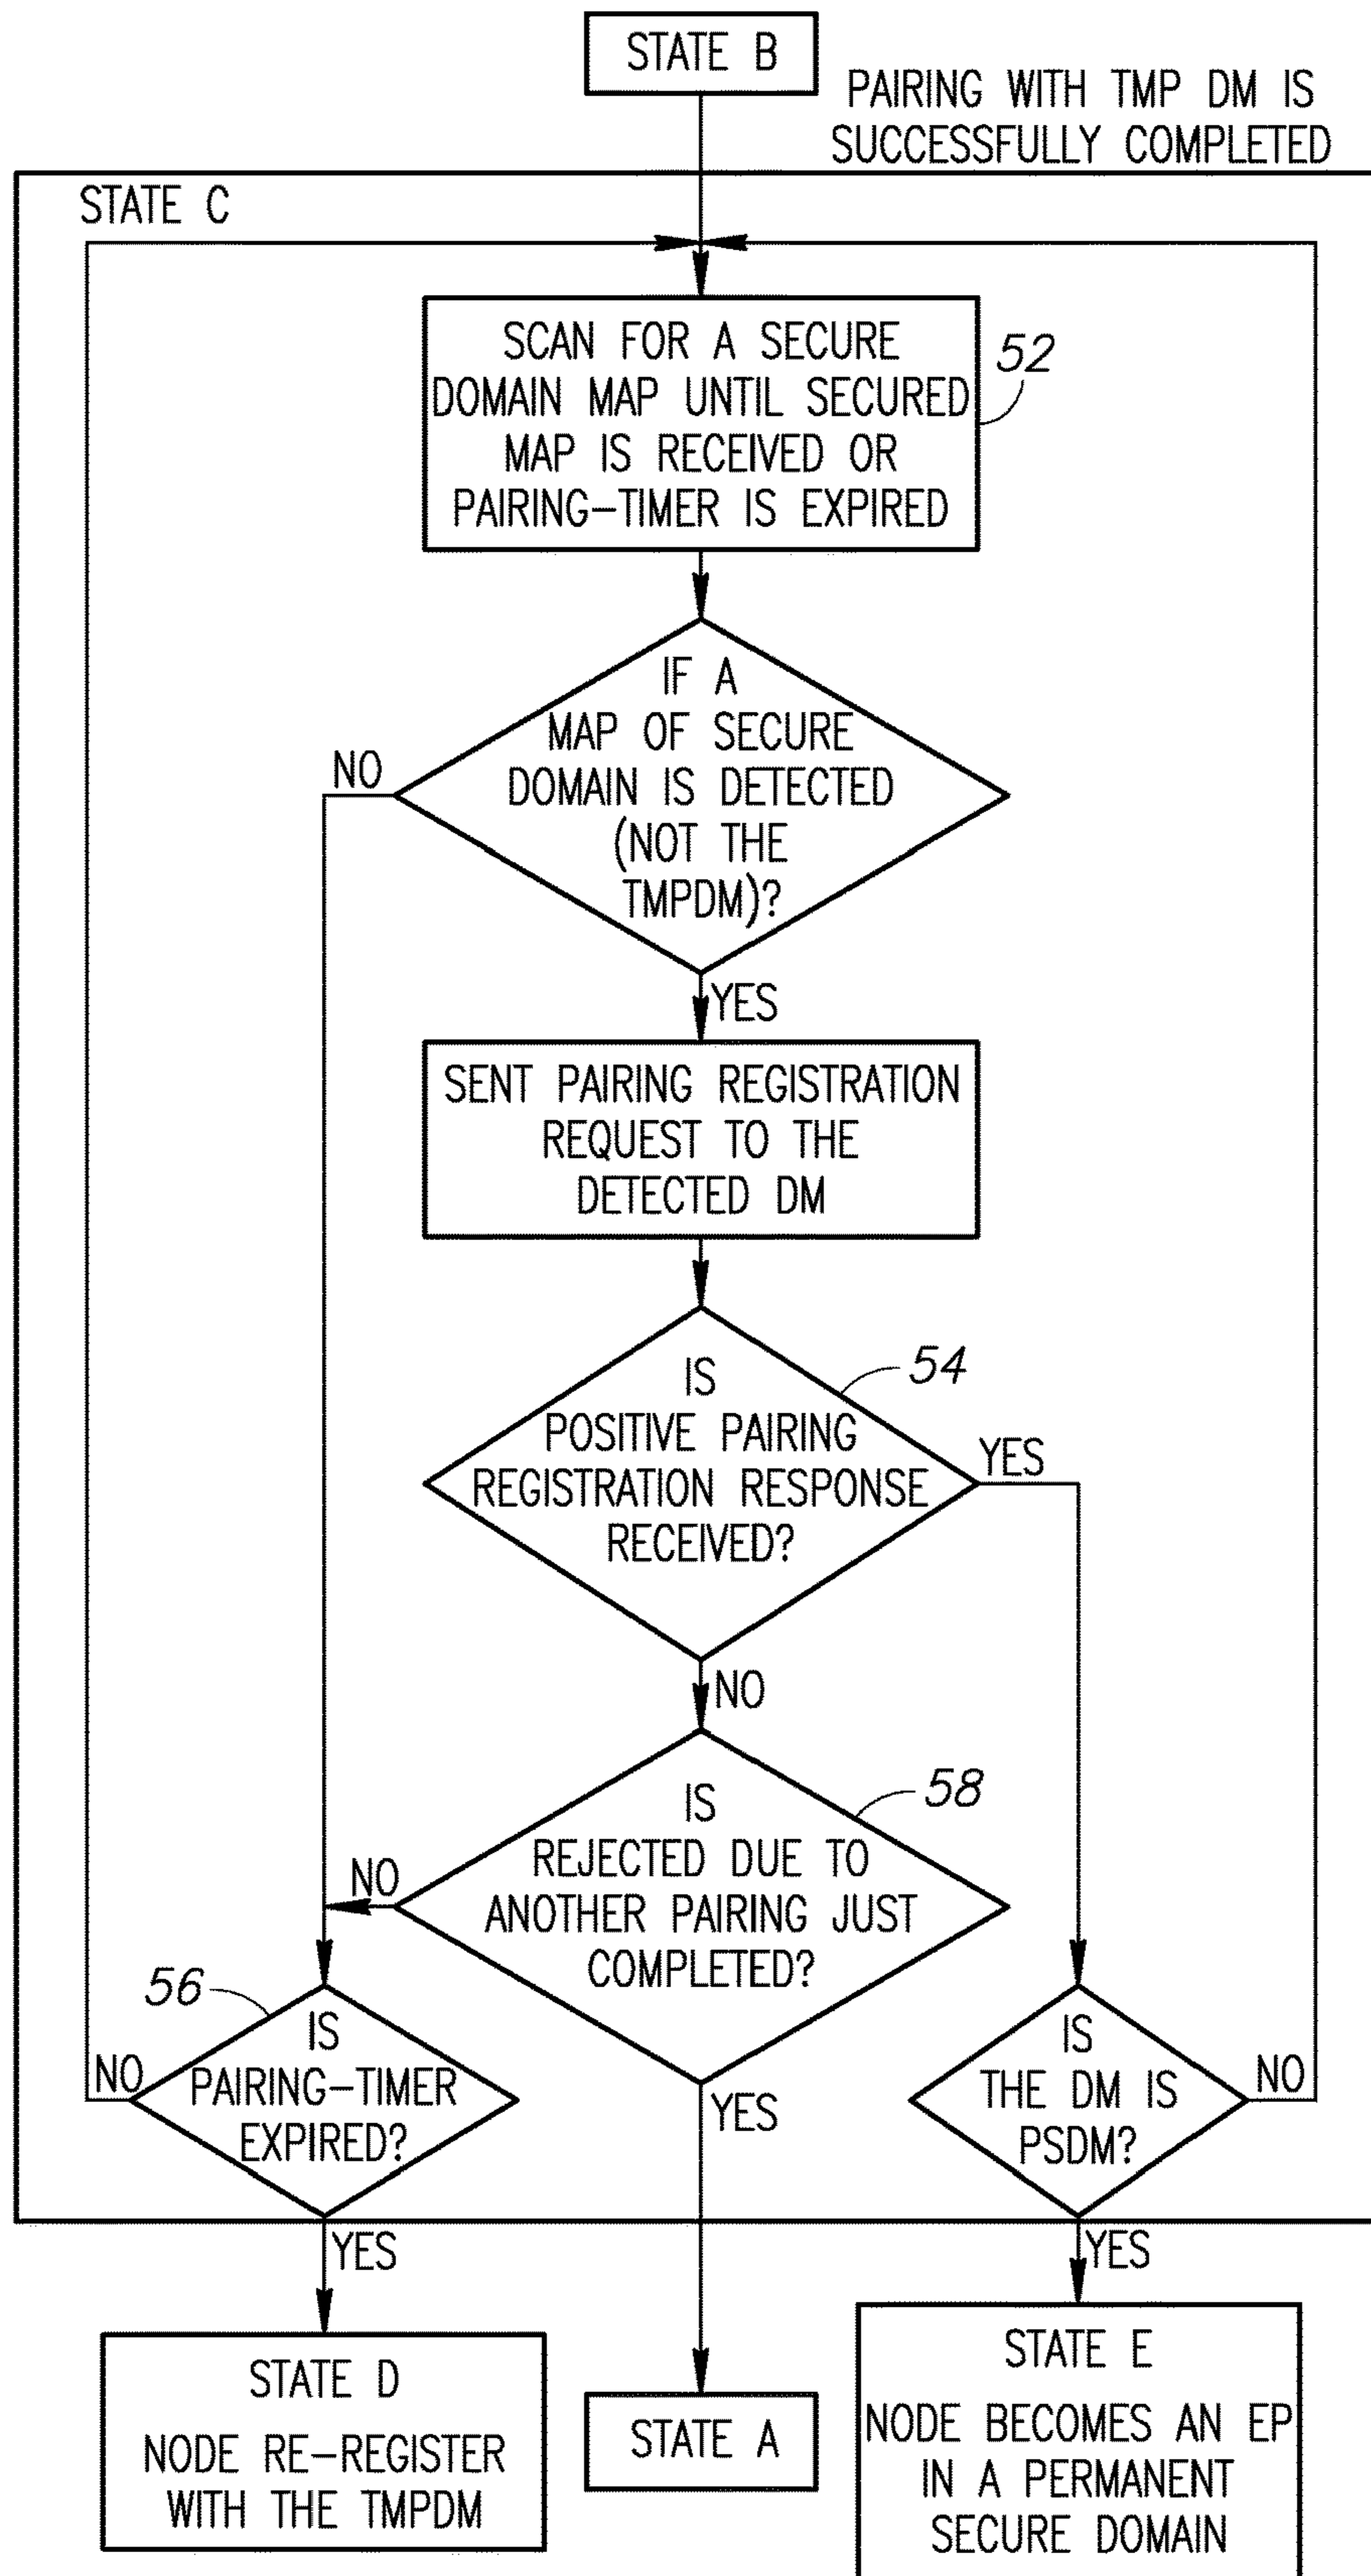 STATE B
PAIRING WITH TMP DM IS
SUCCESSFULLY COMPLETED
STATE C
SCAN FOR A SECURE
DOMAIN MAP UNTIL SECURED
MAP IS RECEIVED OR
PAIRING-TIMER IS EXPIRED
52
IF A
MAP OF SECURE
DOMAIN IS DETECTED
(NOT THE
TMPDM)?
NO
YES
SENT PAIRING REGISTRATION
REQUEST TO THE
DETECTED DM
IS
POSITIVE PAIRING
REGISTRATION RESPONSE
RECEIVED?
54
YES
NO
IS
REJECTED DUE TO
ANOTHER PAIRING JUST
COMPLETED?
58
NO
YES
56
IS
PAIRING-TIMER
EXPIRED?
NO
YES
IS
THE DM IS
PSDM?
NO
YES
STATE D
NODE RE-REGISTER
WITH THE TMPDM
STATE A
STATE E
NODE BECOMES AN EP
IN A PERMANENT
SECURE DOMAIN